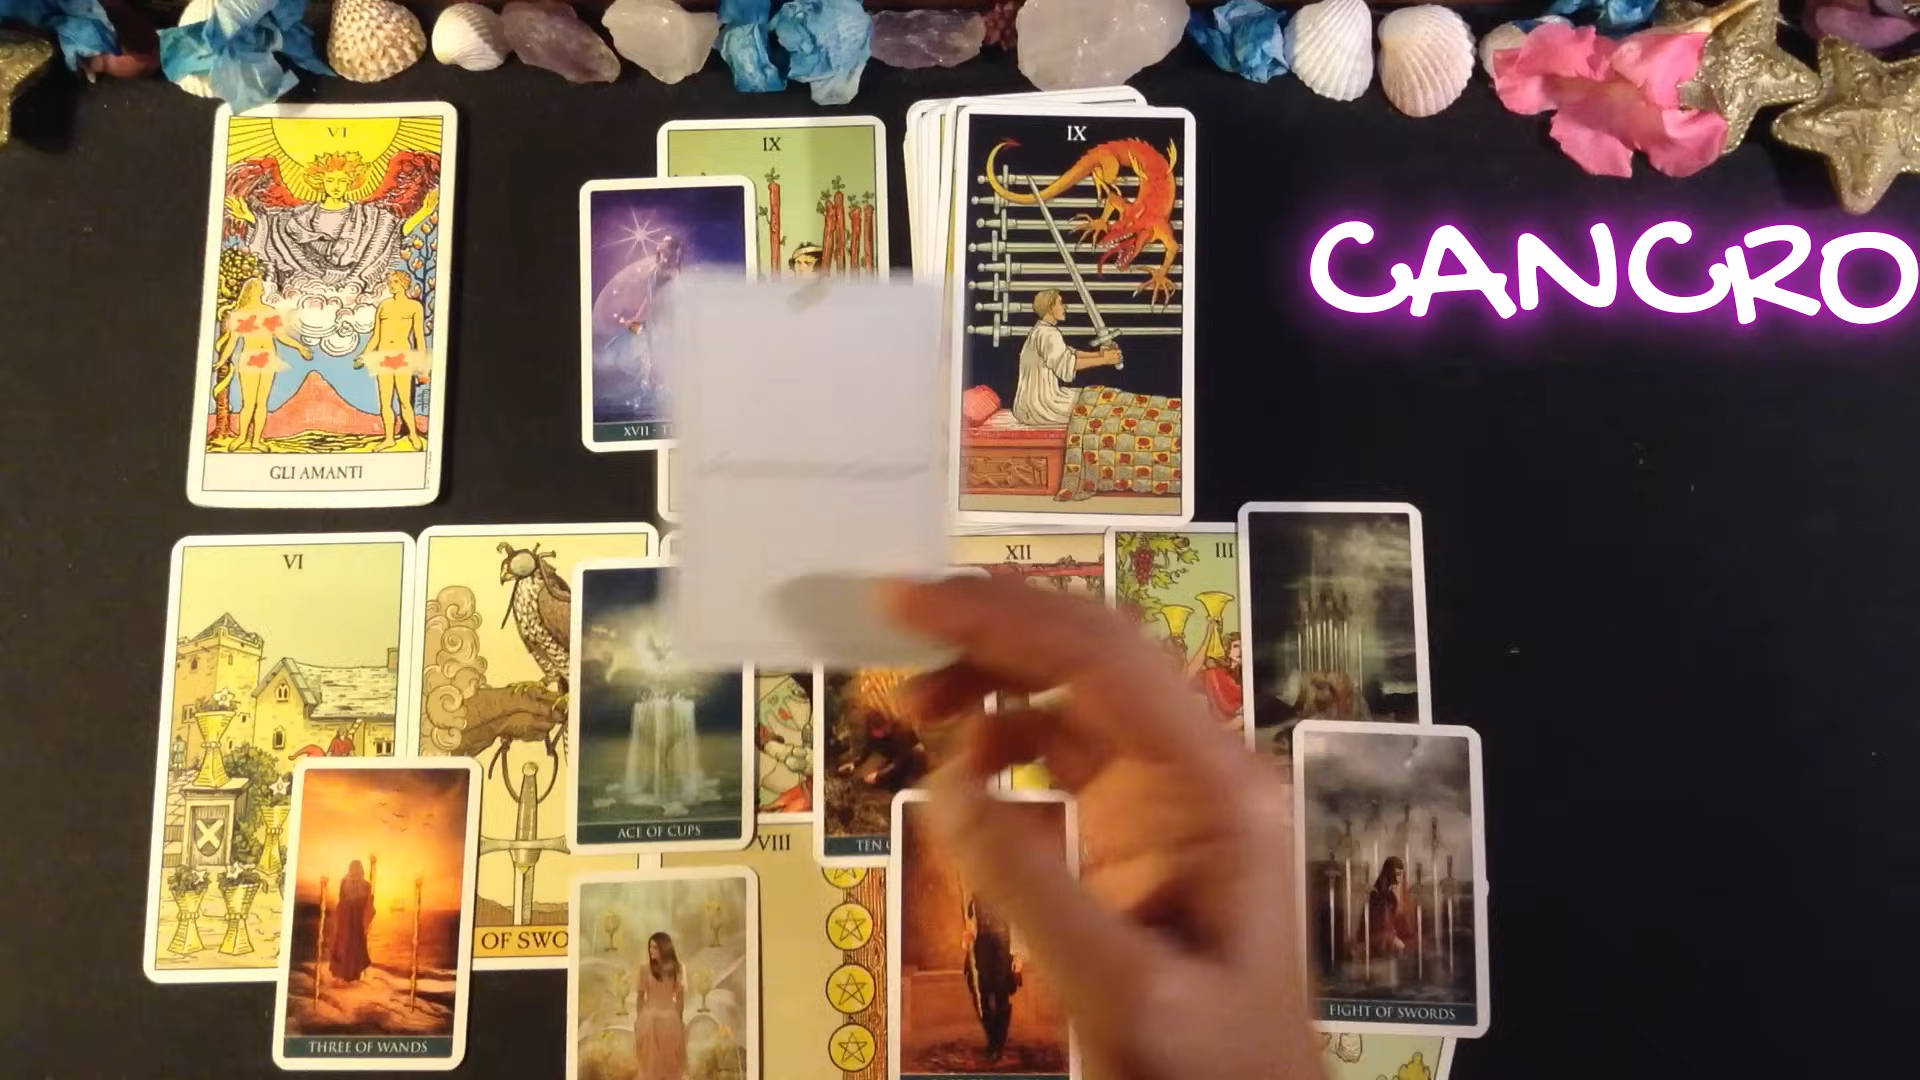 VI
IX
IX
CANCRO
XVII - T
GLI AMANTI
VI
XII
III
ACE OF CUPS
VIII
TEN
OF SWO
EIGHT OF SWORDS
THREE OF WANDS